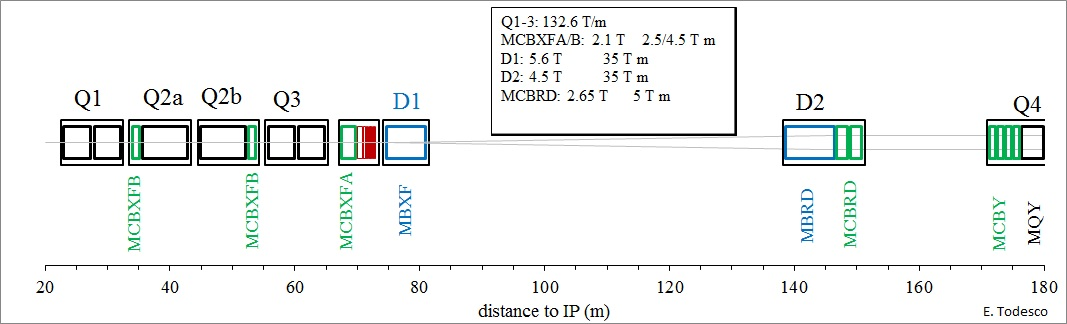 Q1-3: 132.6 T/m
MCBXFA/B: 2.1 T 2.5/4.5 T m
D1: 5.6 T 35 T m
D2: 4.5 T 35 T m
MCBRD: 2.65 T 5 T m
Q1 Q2a Q2b Q3 D1 D2 Q4
MCBXFB MCBXFB MCBXFA MBXF MBRD MCBRD MCBY MQY
20 40 60 80 100 120 140 160 180
distance to IP (m)
E. Todesco